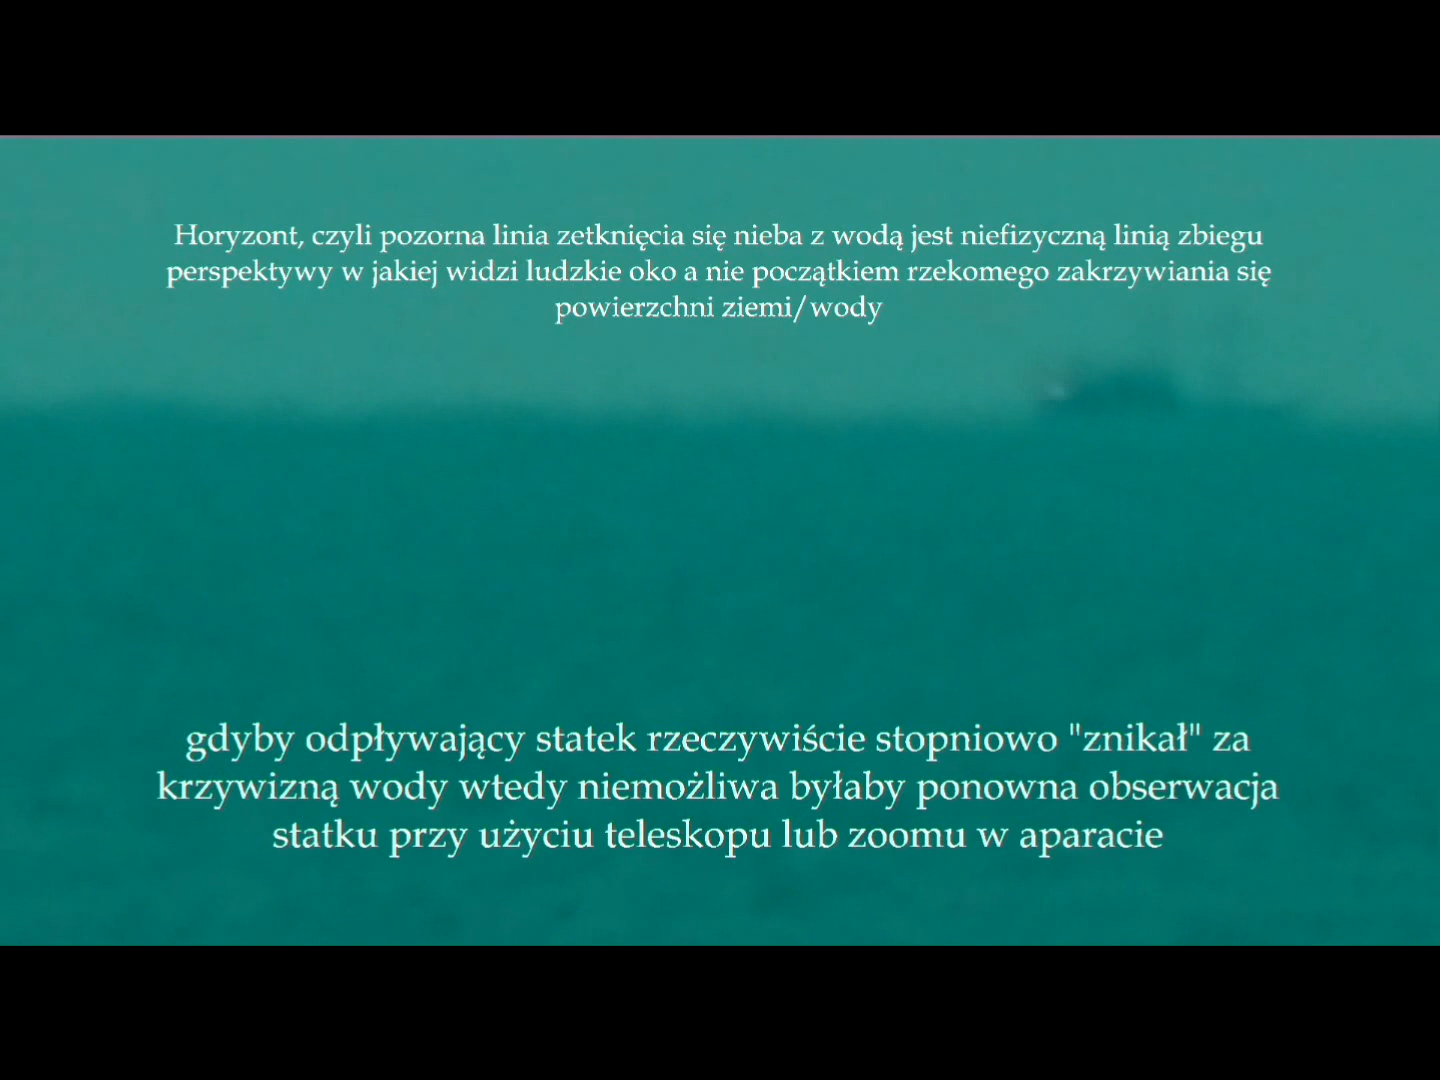 Horyzont, czyli pozorna linia zetknięcia się nieba z wodą jest niefizyczną linią zbiegu
perspektywy w jakiej widzi ludzkie oko a nie początkiem rzekomego zakrzywiania się
powierzchni ziemi/wody
gdyby odpływający statek rzeczywiście stopniowo "znikał" za
krzywizną wody wtedy niemożliwa byłaby ponowna obserwacja
statku przy użyciu teleskopu lub zoomu w aparacie